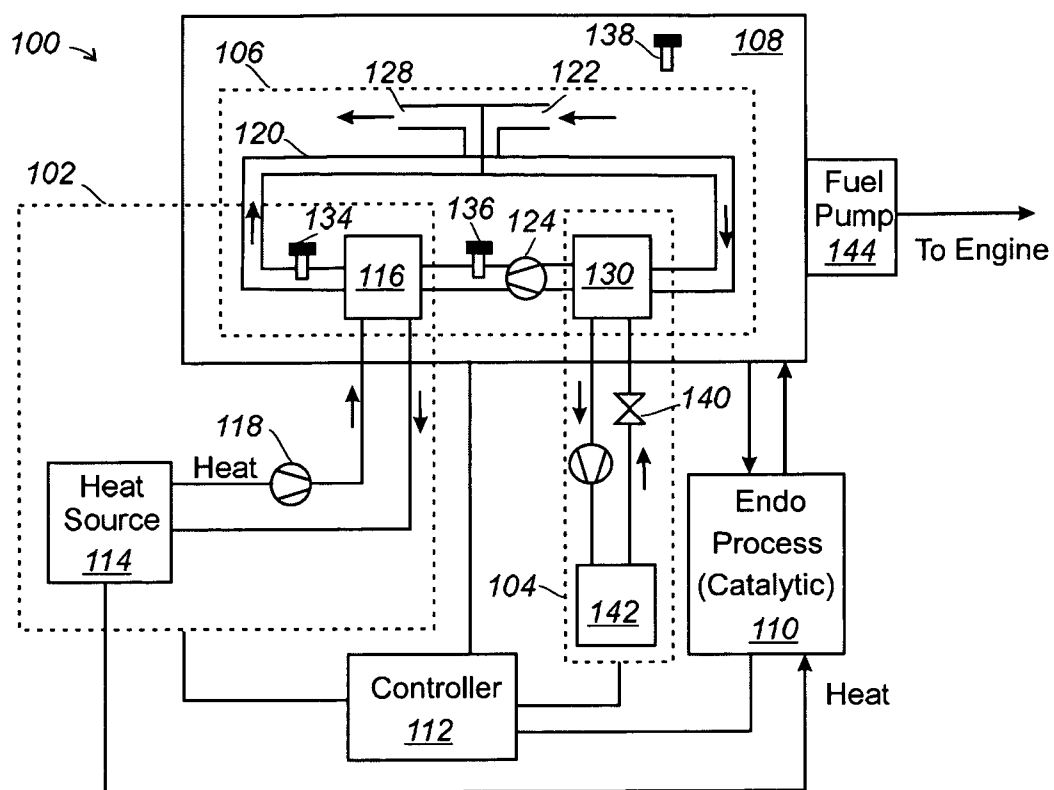 100
138
108
106
128
122
120
102
134
136
124
116
130
Fuel
Pump
144
To Engine
140
118
Heat
Heat
Source
114
Endo
Process
(Catalytic)
110
104
142
Controller
112
Heat